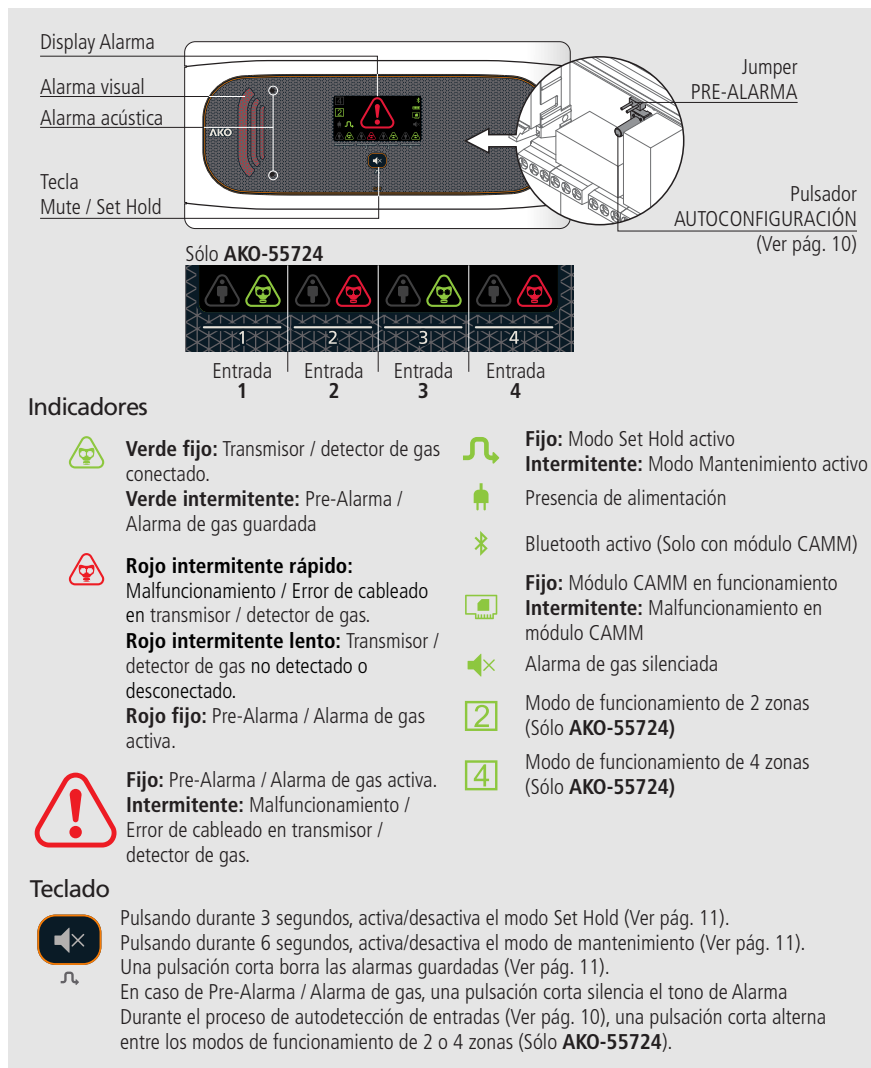 Display Alarma
Alarma visual
Alarma acústica
Tecla
Mute / Set Hold
AKO
2
Jumper
PRE-ALARMA
Pulsador
AUTOCONFIGURACIÓN
(Ver pág. 10)
Sólo AKO-55724
1 2 3 4
Entrada Entrada Entrada Entrada
1 2 3 4
Indicadores
Verde fijo: Transmisor / detector de gas
conectado.
Verde intermitente: Pre-Alarma /
Alarma de gas guardada
Rojo intermitente rápido:
Malfuncionamiento / Error de cableado
en transmisor / detector de gas.
Rojo intermitente lento: Transmisor /
detector de gas no detectado o
desconectado.
Rojo fijo: Pre-Alarma / Alarma de gas
activa.
Fijo: Pre-Alarma / Alarma de gas activa.
Intermitente: Malfuncionamiento /
Error de cableado en transmisor /
detector de gas.
Fijo: Modo Set Hold activo
Intermitente: Modo Mantenimiento activo
Presencia de alimentación
Bluetooth activo (Solo con módulo CAMM)
Fijo: Módulo CAMM en funcionamiento
Intermitente: Malfuncionamiento en
módulo CAMM
Alarma de gas silenciada
2 Modo de funcionamiento de 2 zonas
(Sólo AKO-55724)
4 Modo de funcionamiento de 4 zonas
(Sólo AKO-55724)
Teclado
Pulsando durante 3 segundos, activa/desactiva el modo Set Hold (Ver pág. 11).
Pulsando durante 6 segundos, activa/desactiva el modo de mantenimiento (Ver pág. 11).
Una pulsación corta borra las alarmas guardadas (Ver pág. 11).
En caso de Pre-Alarma / Alarma de gas, una pulsación corta silencia el tono de Alarma
Durante el proceso de autodetección de entradas (Ver pág. 10), una pulsación corta alterna
entre los modos de funcionamiento de 2 o 4 zonas (Sólo AKO-55724).